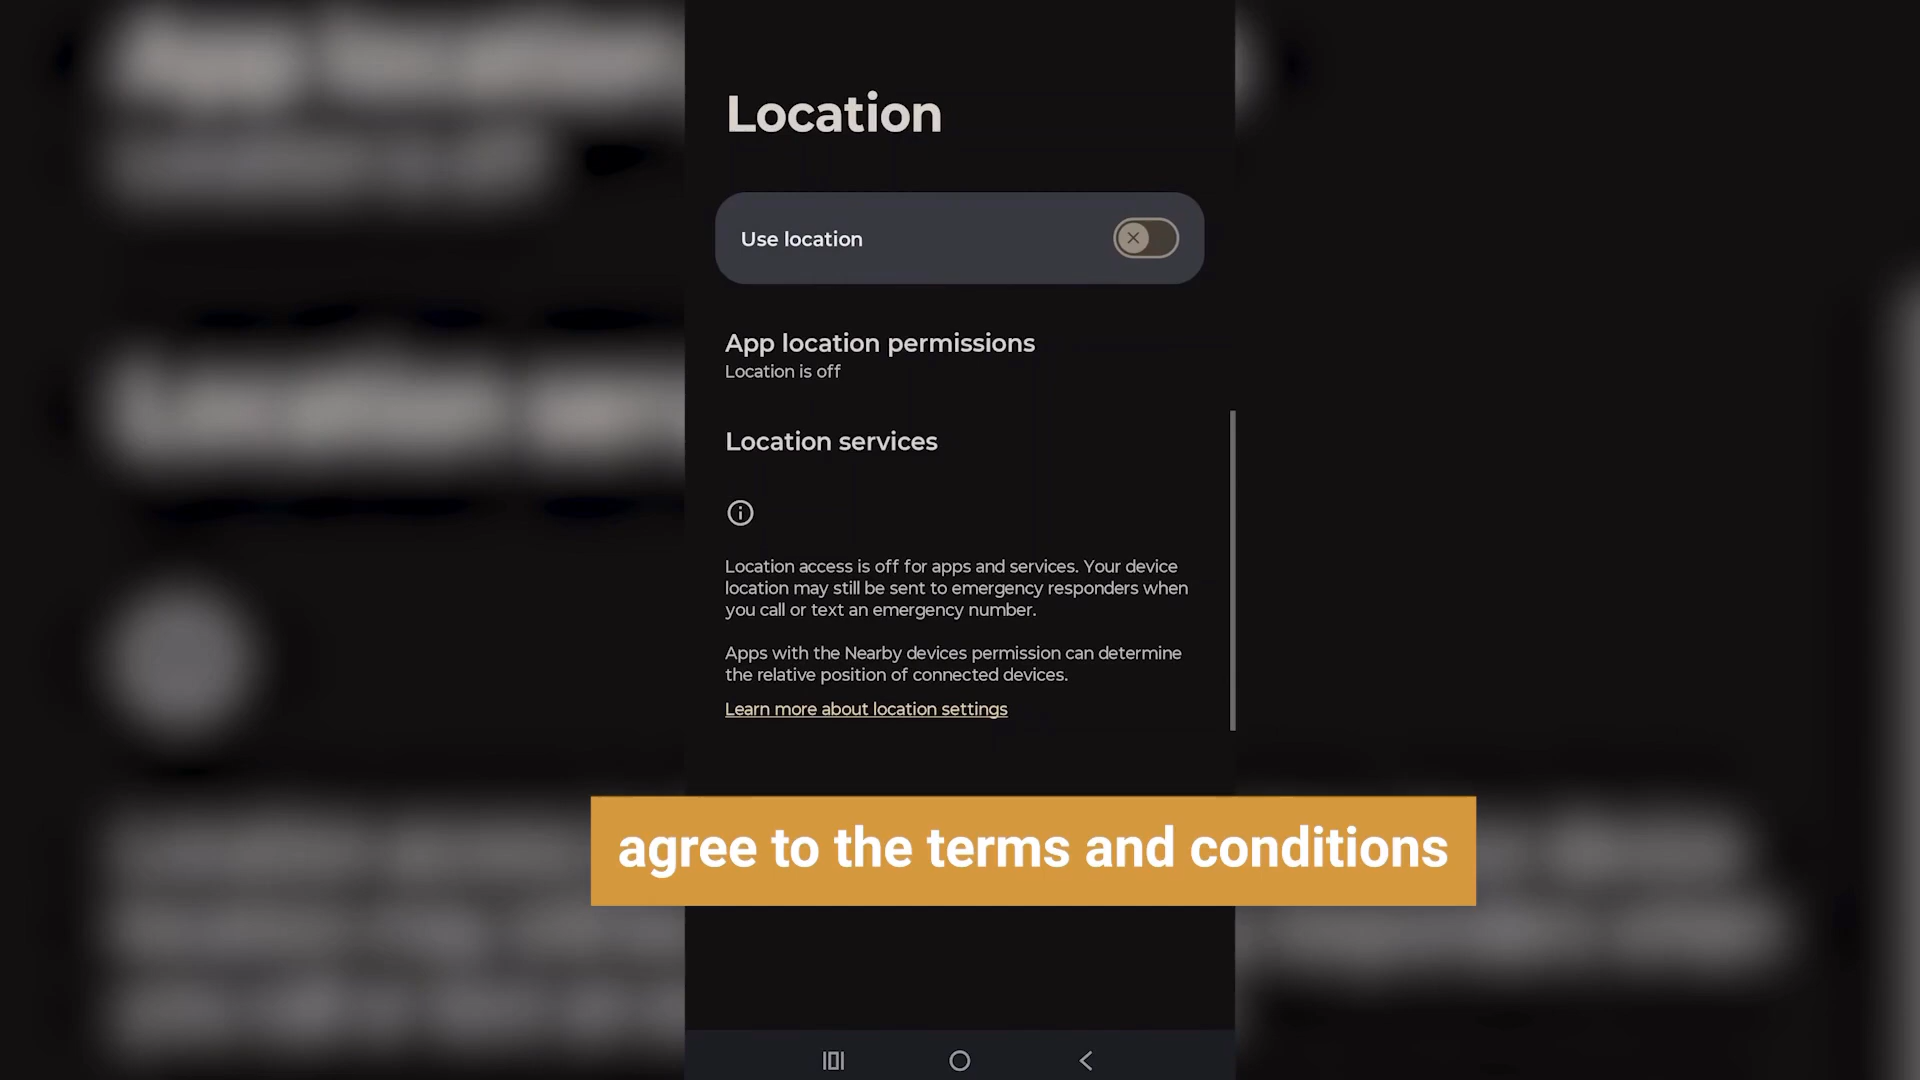 Location
Use location
App location permissions
Location is off
Location services
Location access is off for apps and services. Your device
location may still be sent to emergency responders when
you call or text an emergency number.
Apps with the Nearby devices permission can determine
the relative position of connected devices.
Learn more about location settings
agree to the terms and conditions